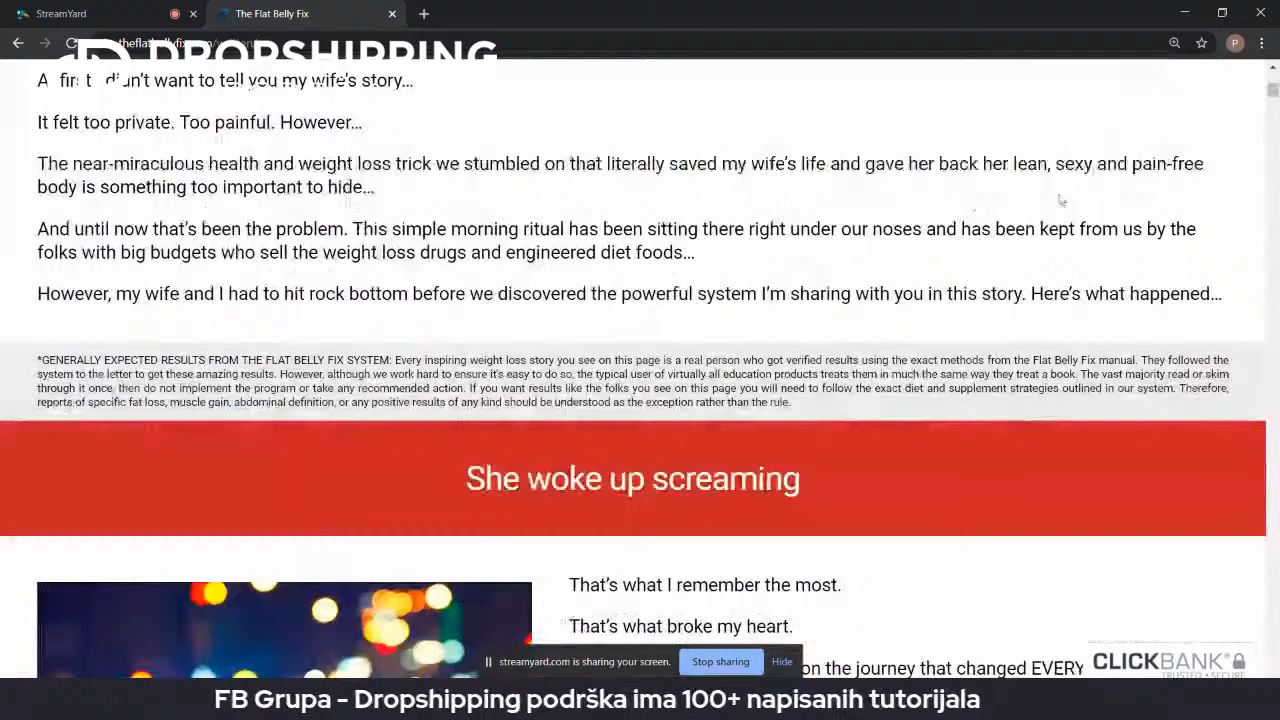 StreamYard
The Flat Belly Fix
DROPSHIPPING
didn't want to tell you my wife's story…
It felt too private. Too painful. However…
The near-miraculous health and weight loss trick we stumbled on that literally saved my wife's life and gave her back her lean, sexy and pain-free
body is something too important to hide…
And until now that's been the problem. This simple morning ritual has been sitting there right under our noses and has been kept from us by the
folks with big budgets who sell the weight loss drugs and engineered diet foods…
However, my wife and I had to hit rock bottom before we discovered the powerful system I'm sharing with you in this story. Here's what happened…
*GENERALLY EXPECTED RESULTS FROM THE FLAT BELLY FIX SYSTEM: Every inspiring weight loss story you see on this page is a real person who got verified results using the exact methods from the Flat Belly Fix manual. They followed the
system to the letter to get these amazing results. However, although we work hard to ensure it's easy to do so, the typical user of virtually all education products treats them in much the same way they treat a book. The vast majority read or skim
through it once, then do not implement the program or take any recommended action. If you want results like the folks you see on this page you will need to follow the exact diet and supplement strategies outlined in our system. Therefore,
reports of specific fat loss, muscle gain, abdominal definition, or any positive results of any kind should be understood as the exception rather than the rule.
She woke up screaming
That's what I remember the most.
That's what broke my heart.
on the journey that changed EVERY
streamyard.com is sharing your screen.
Stop sharing
Hide
CLICKBANK®
TRUSTED • SECURE
FB Grupa - Dropshipping podrška ima 100+ napisanih tutorijala